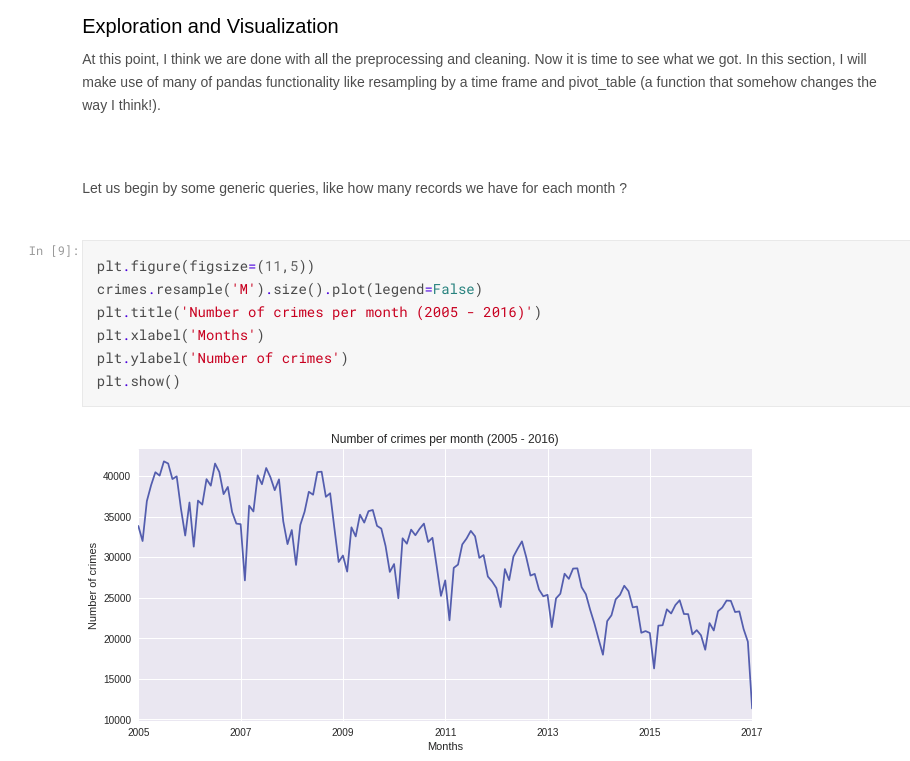 Exploration and Visualization
At this point, I think we are done with all the preprocessing and cleaning. Now it is time to see what we got. In this section, I will
make use of many of pandas functionality like resampling by a time frame and pivot_table (a function that somehow changes the
way I think!).
Let us begin by some generic queries, like how many records we have for each month ?
In [9]:
plt.figure(figsize=(11,5))
crimes.resample('M').size().plot(legend=False)
plt.title('Number of crimes per month (2005 - 2016)')
plt.xlabel('Months')
plt.ylabel('Number of crimes')
plt.show()
Number of crimes per month (2005 - 2016)
40000
35000
30000
25000
20000
15000
10000
Number of crimes
2005 2007 2009 2011 2013 2015 2017
Months